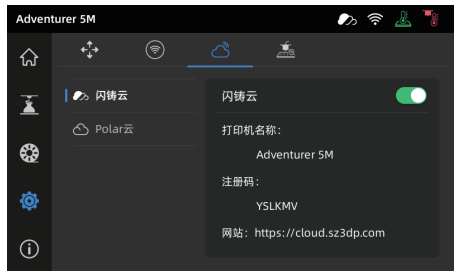 Adventurer 5M
闪铸云
Polar云
闪铸云
打印机名称：
Adventurer 5M
注册码：
YSLKMV
网站：https://cloud.sz3dp.com